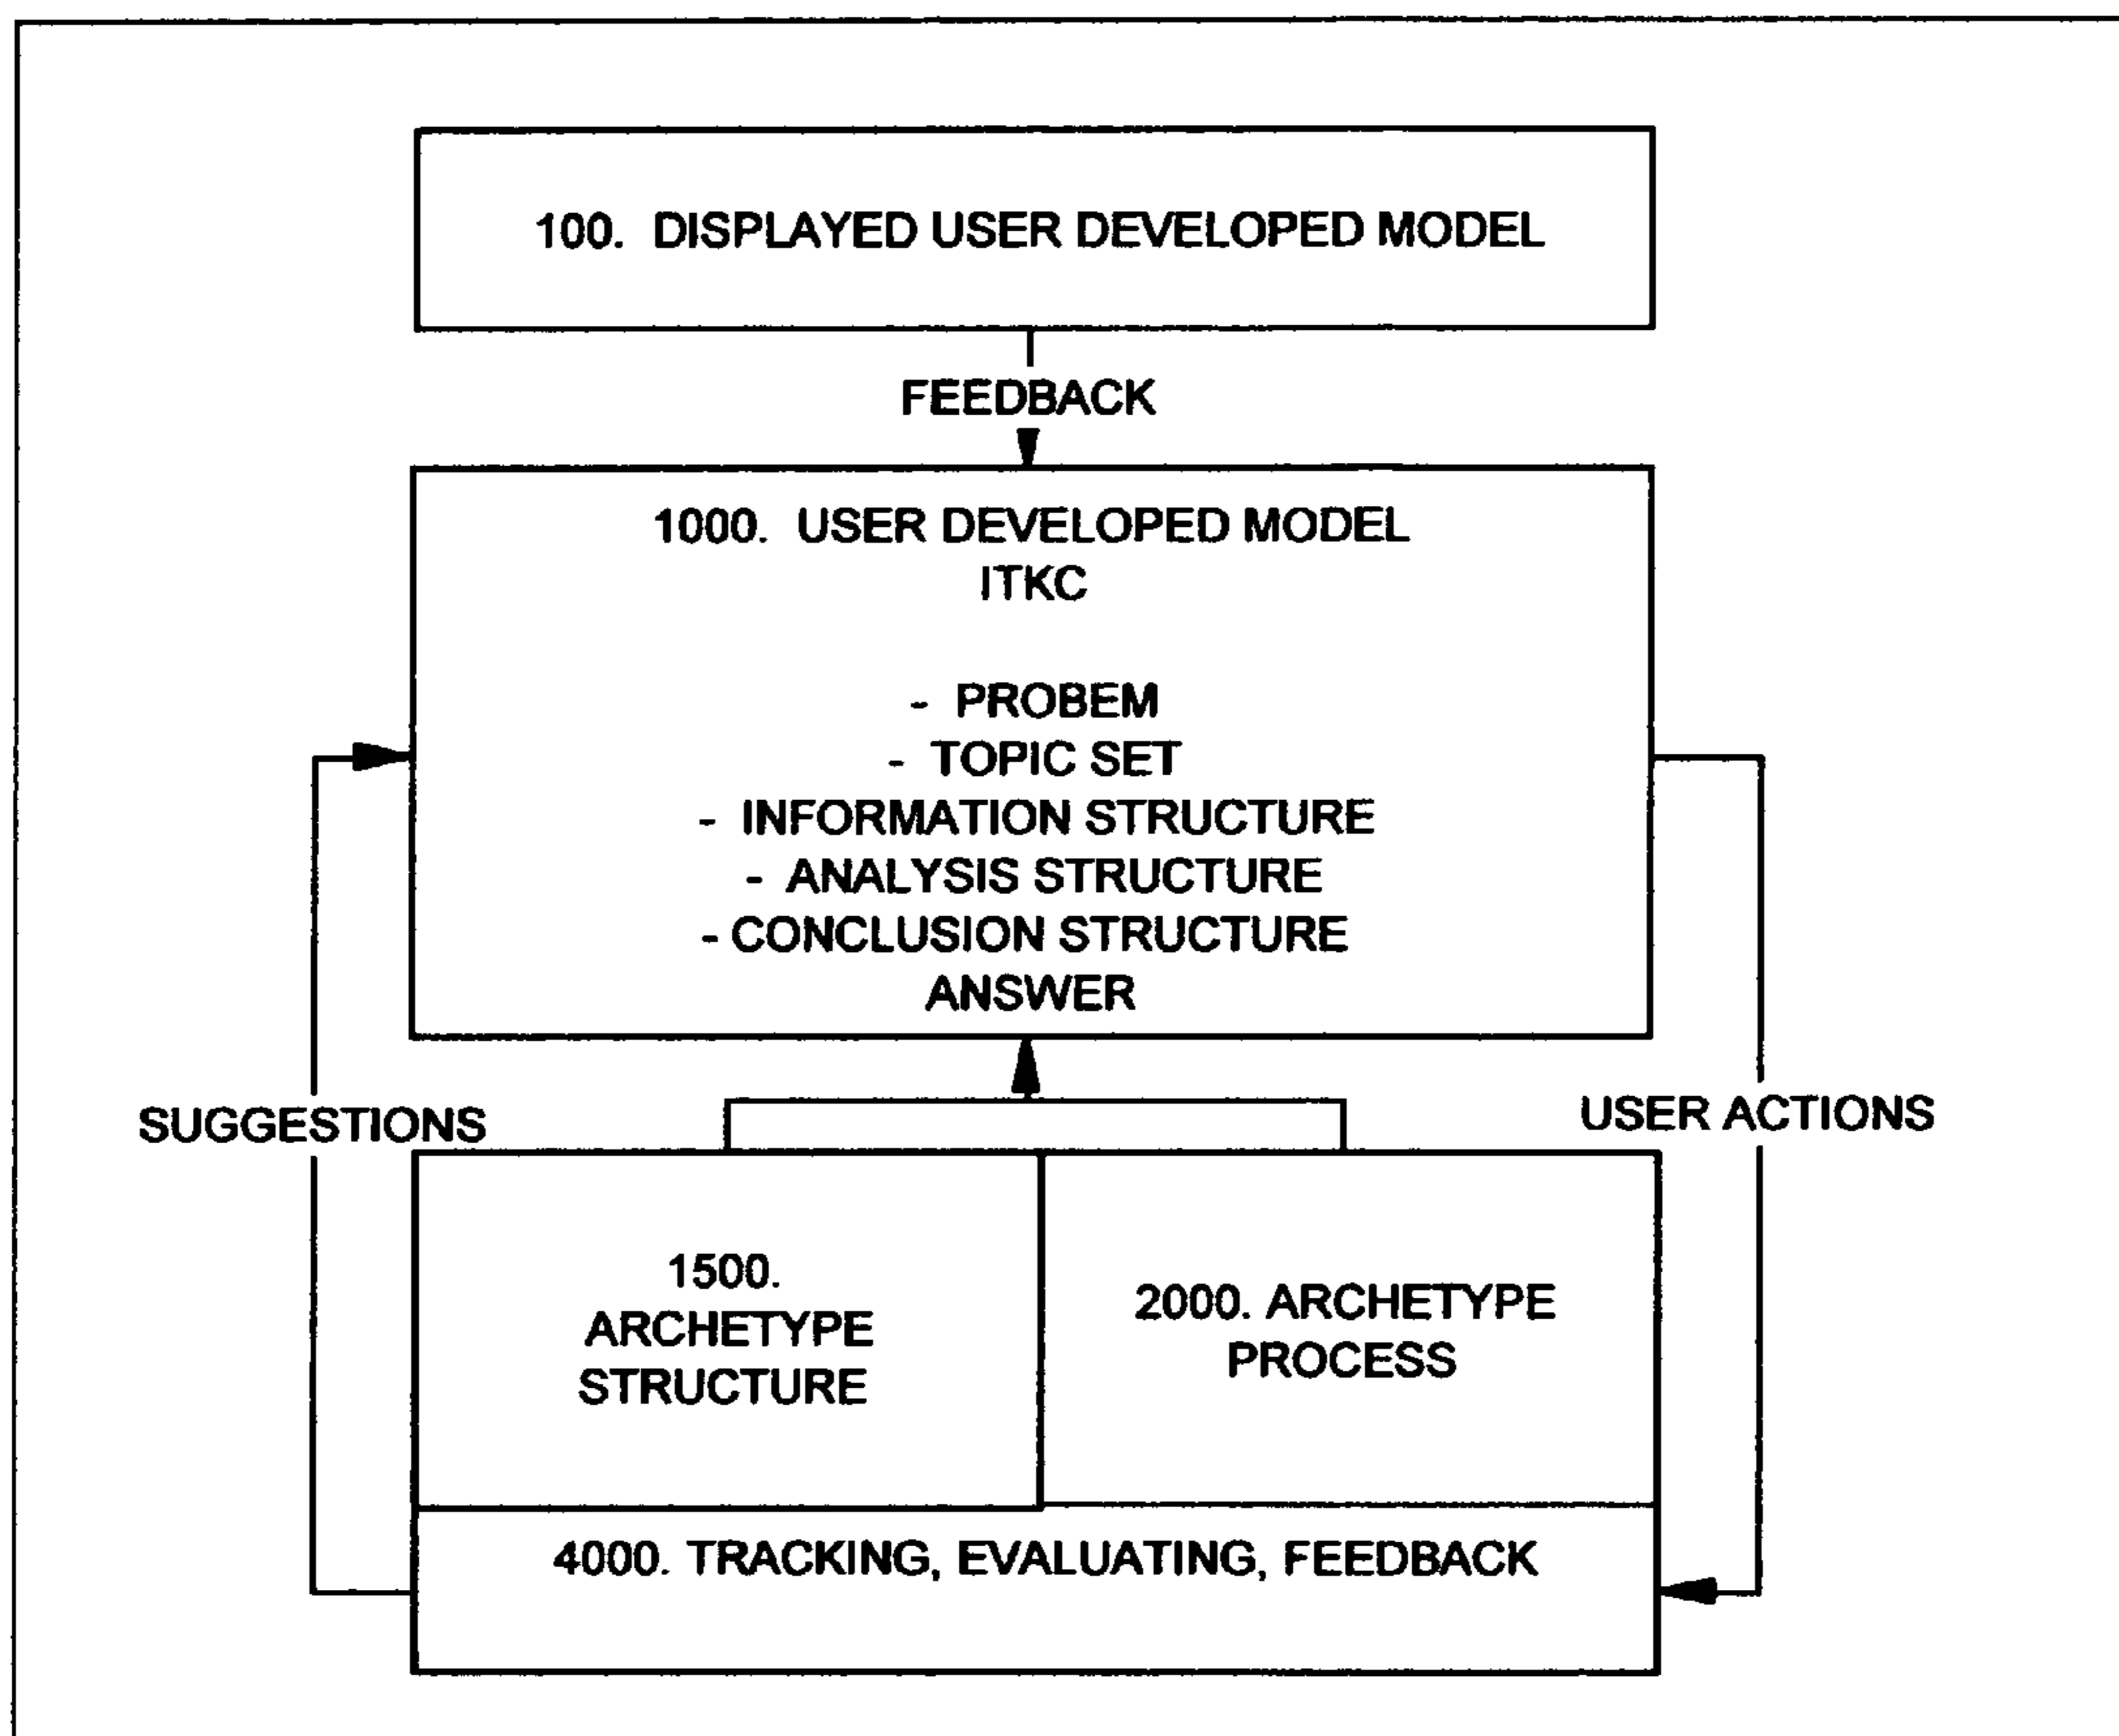 100. DISPLAYED USER DEVELOPED MODEL
FEEDBACK
1000. USER DEVELOPED MODEL
ITKC
- PROBEM
- TOPIC SET
- INFORMATION STRUCTURE
- ANALYSIS STRUCTURE
- CONCLUSION STRUCTURE
ANSWER
SUGGESTIONS
USER ACTIONS
1500.
ARCHETYPE
STRUCTURE
2000. ARCHETYPE
PROCESS
4000. TRACKING, EVALUATING, FEEDBACK